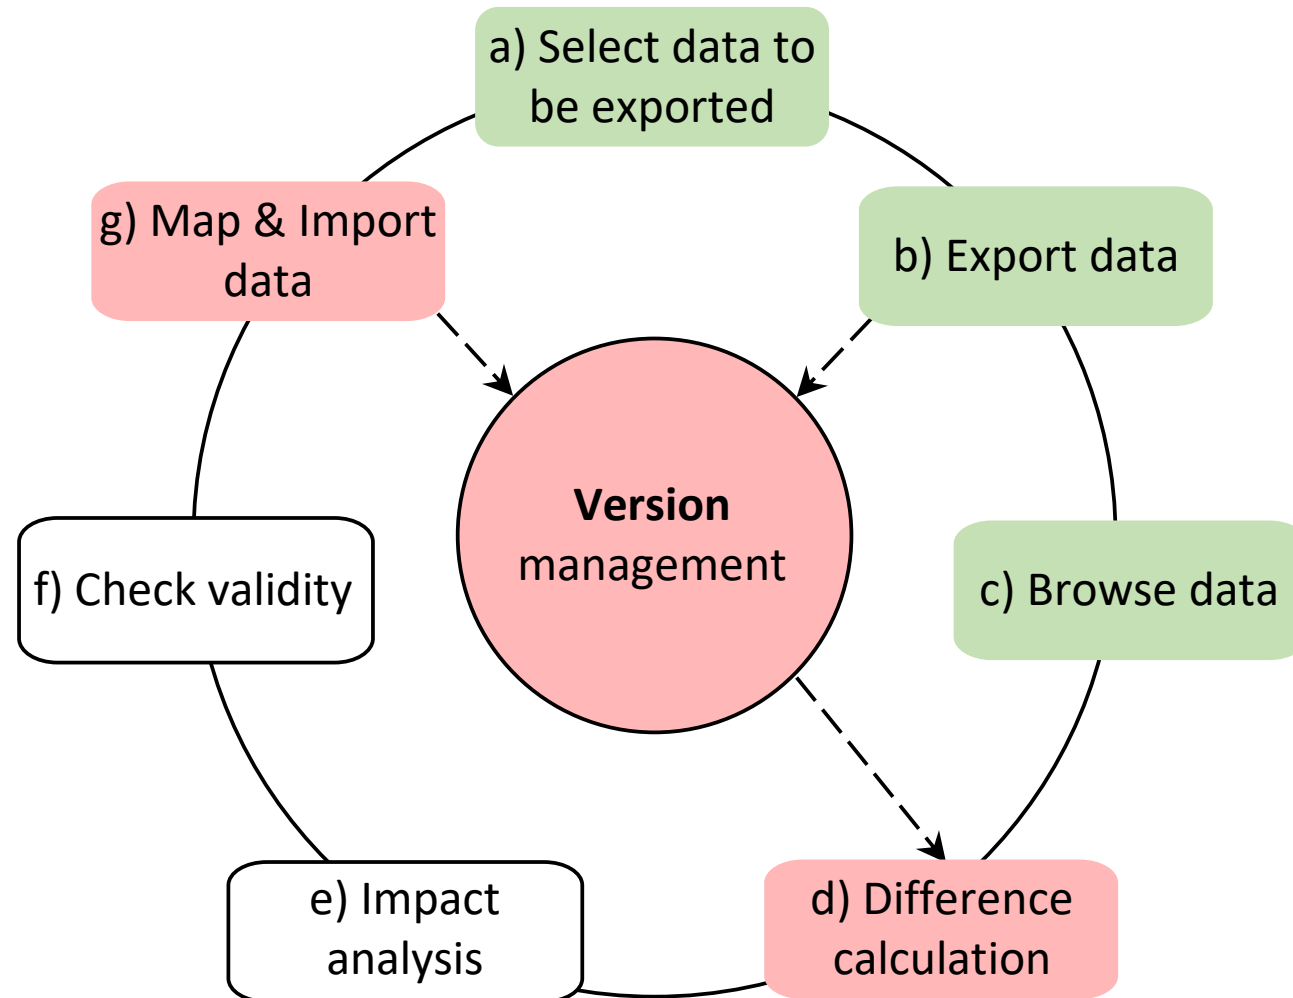 a) Select data to
be exported
b) Export data
c) Browse data
d) Difference
calculation
e) Impact
analysis
f) Check validity
g) Map & Import
data
Version
management